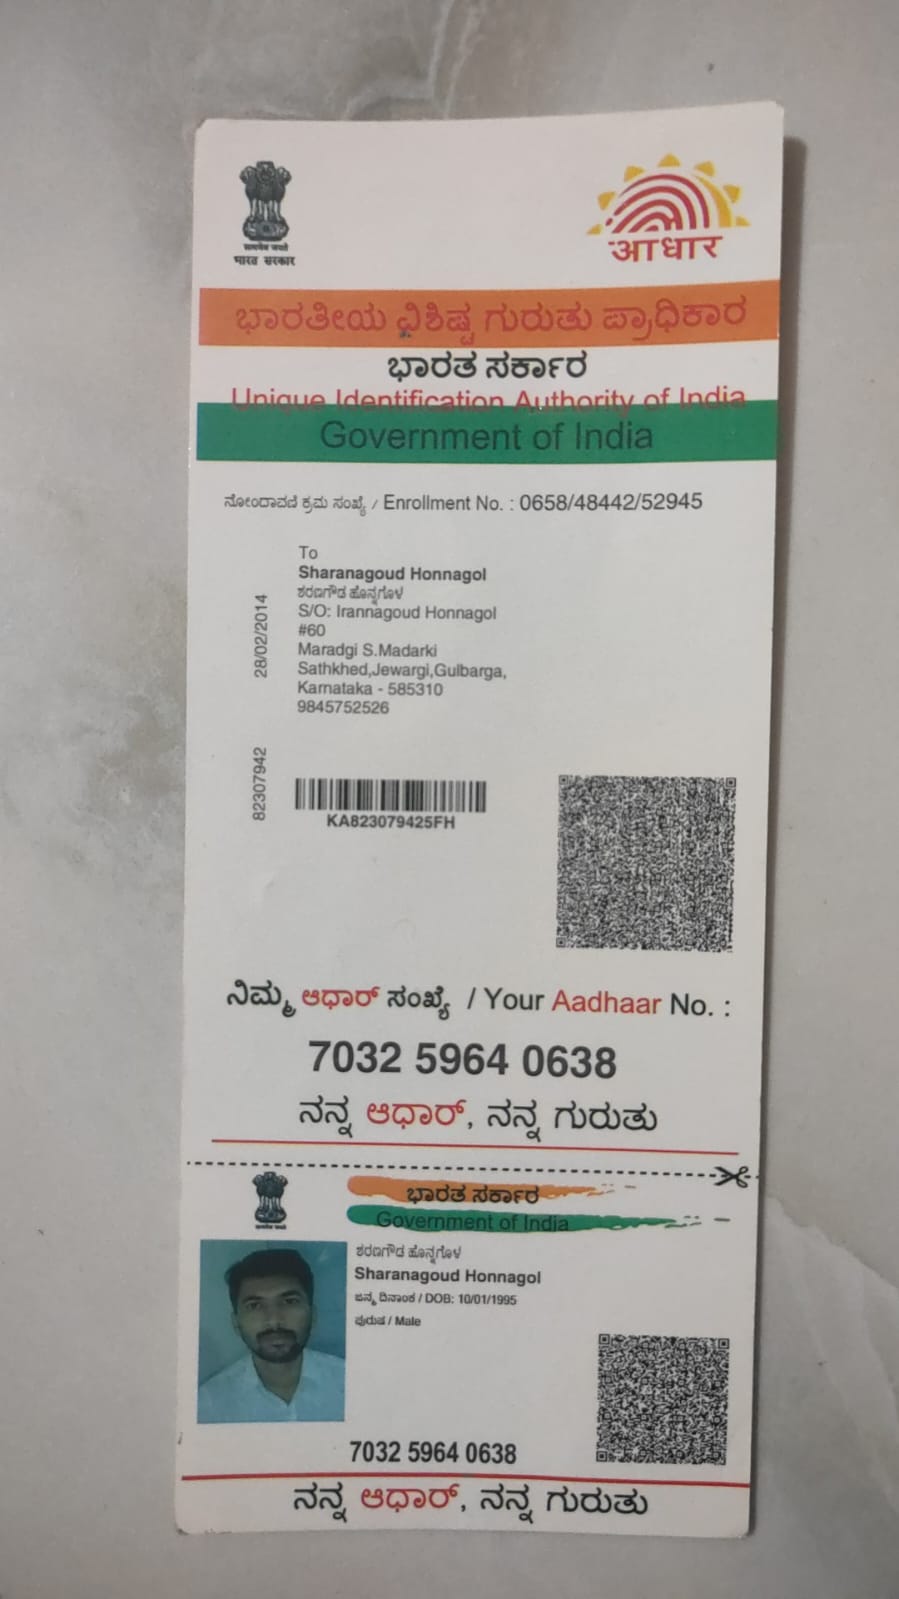 सत्यमेव जयते
भारत सरकार
आधार
ಭಾರತೀಯ ವಿಶಿಷ್ಟ ಗುರುತು ಪ್ರಾಧಿಕಾರ
ಭಾರತ ಸರ್ಕಾರ
Unique Identification Authority of India
Government of India
ನೋಂದಾವಣಿ ಕ್ರಮ ಸಂಖ್ಯೆ / Enrollment No. : 0658/48442/52945
To
Sharanagoud Honnagol
ಶರಣಗೌಡ ಹೊನ್ನಗೊಳ
S/O: Irannagoud Honnagol
#60
Maradgi S.Madarki
Sathkhed,Jewargi,Gulbarga,
Karnataka - 585310
9845752526
28/02/2014
82307942
KA823079425FH
ನಿಮ್ಮ ಆಧಾರ್ ಸಂಖ್ಯೆ / Your Aadhaar No. :
7032 5964 0638
ನನ್ನ ಆಧಾರ್, ನನ್ನ ಗುರುತು
ಭಾರತ ಸರ್ಕಾರ
Government of India
ಶರಣಗೌಡ ಹೊನ್ನಗೊಳ
Sharanagoud Honnagol
ಜನ್ಮ ದಿನಾಂಕ / DOB: 10/01/1995
ಪುರುಷ / Male
7032 5964 0638
ನನ್ನ ಆಧಾರ್, ನನ್ನ ಗುರುತು